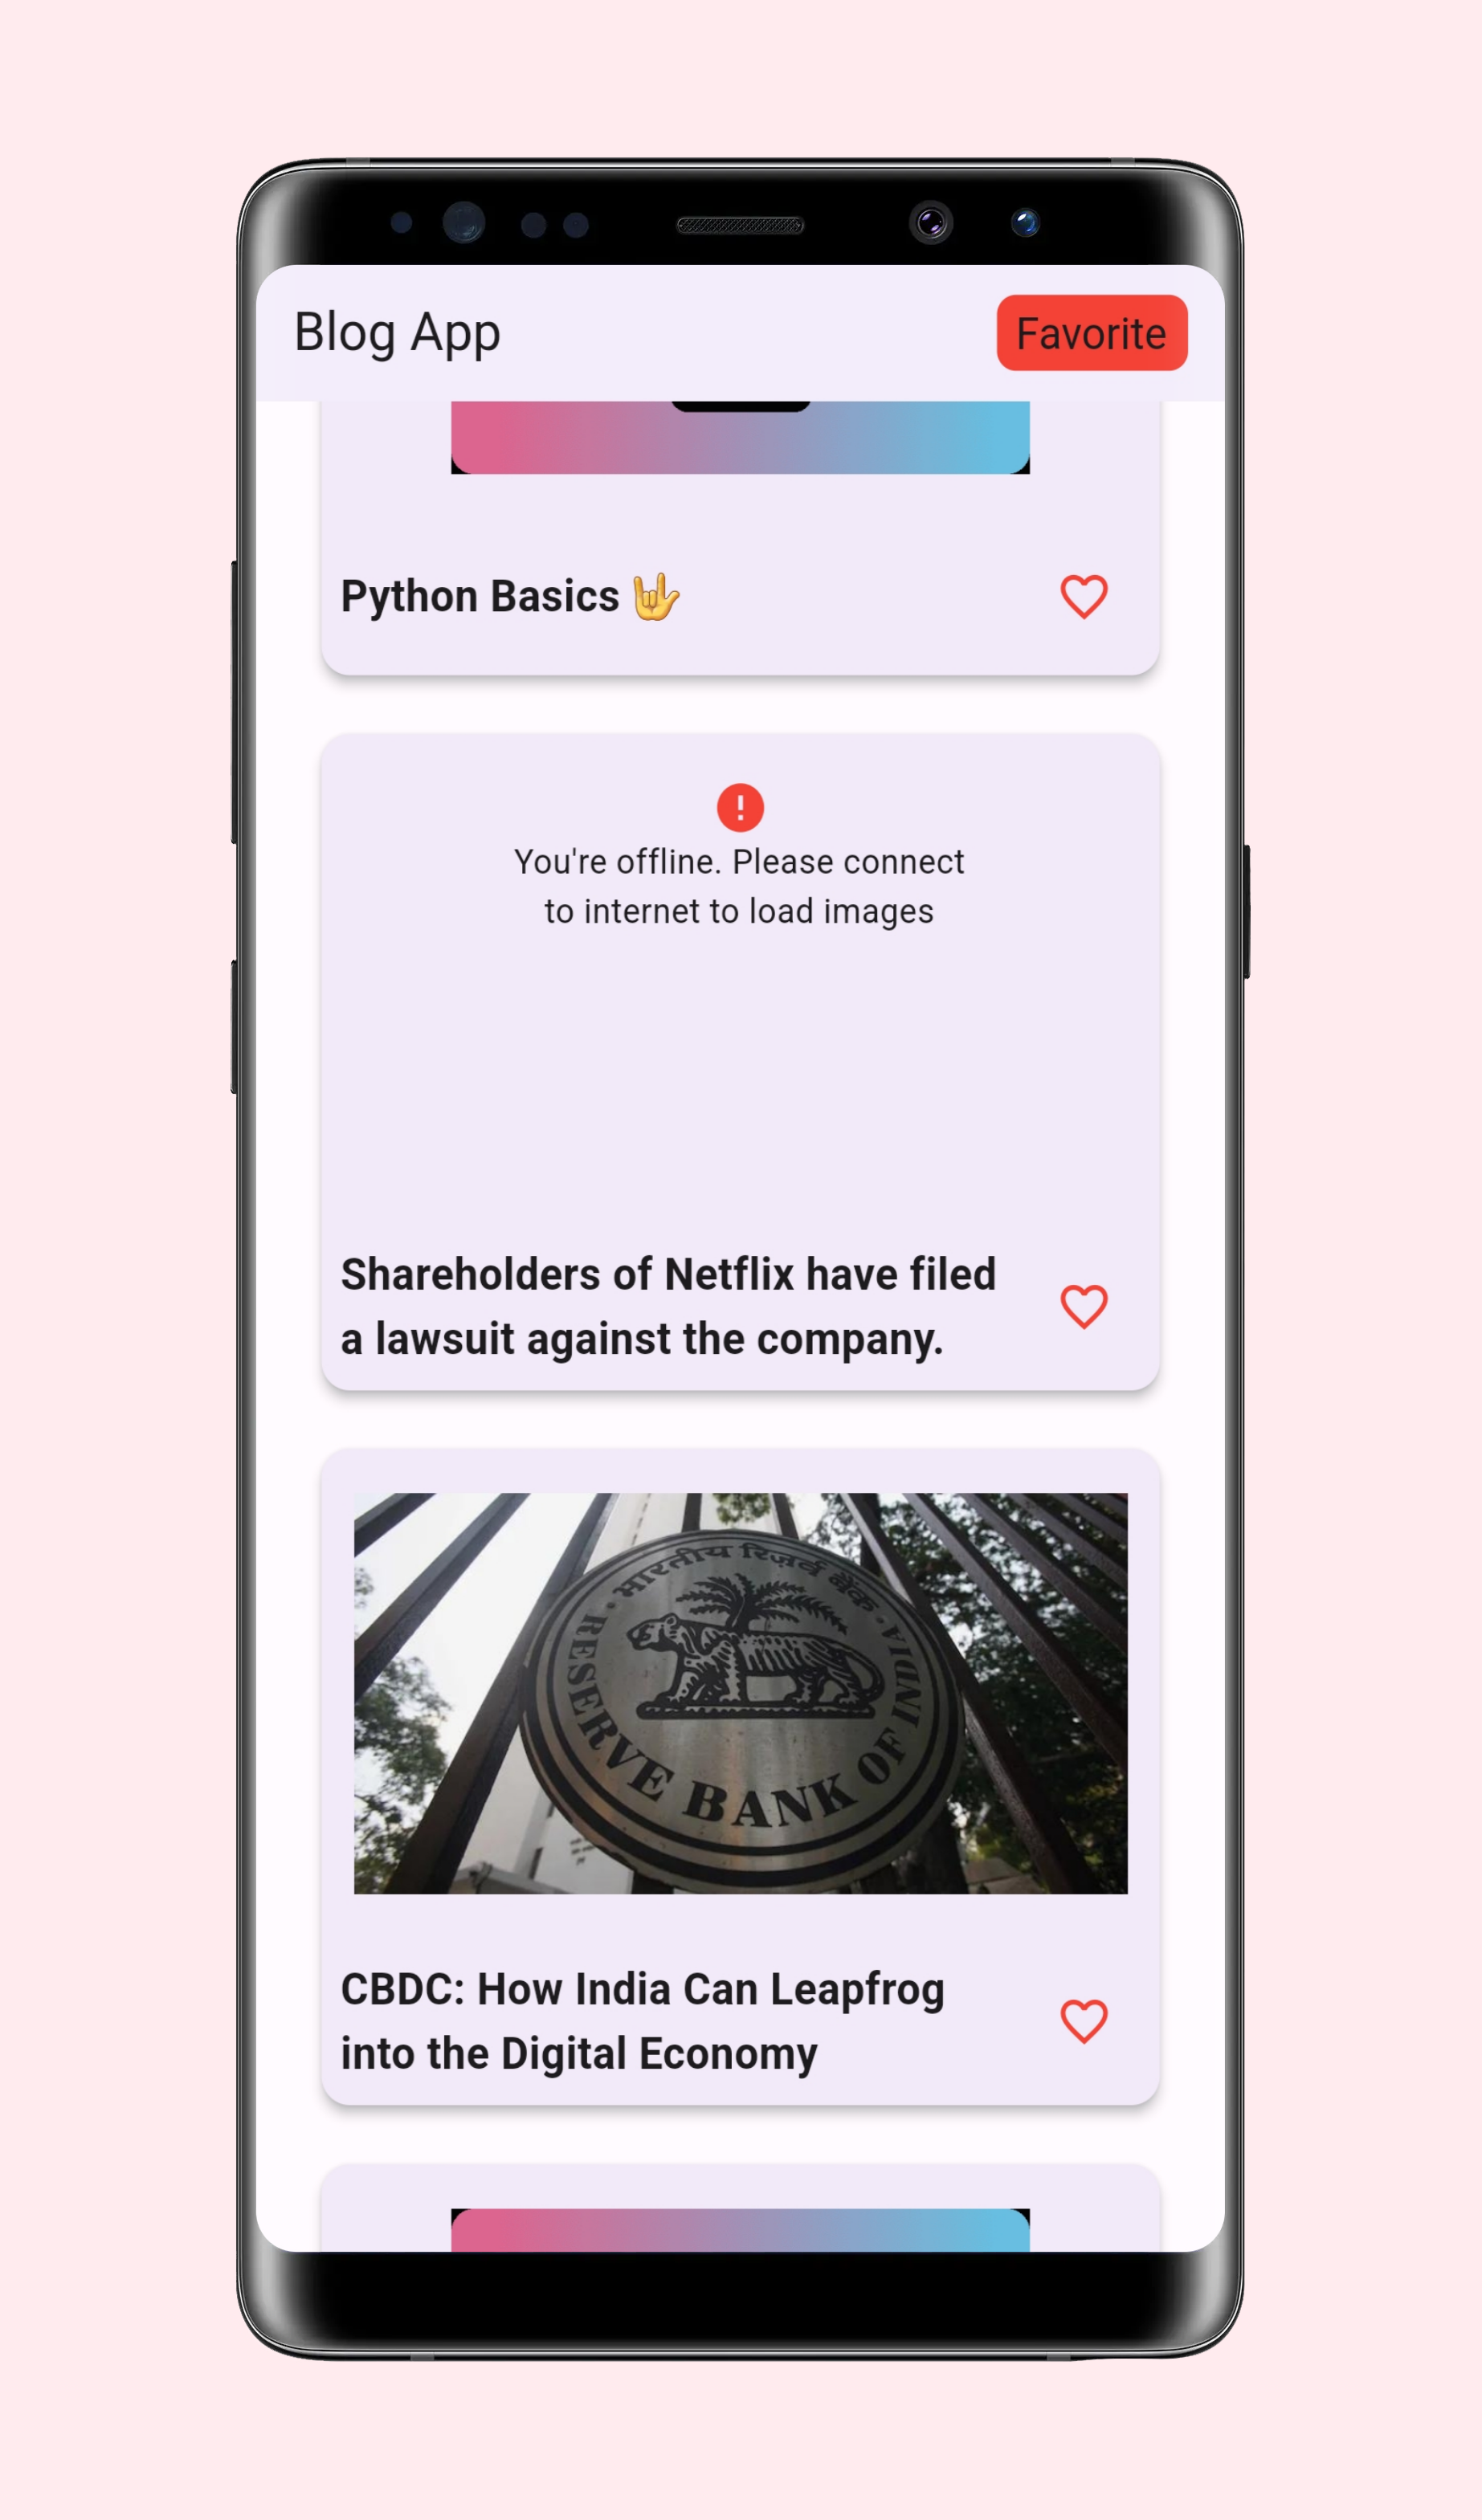 Blog App
Favorite
Python Basics 🤟
You're offline. Please connect
to internet to load images
Shareholders of Netflix have filed
a lawsuit against the company.
भारतीय रिज़र्व बैंक
RESERVE BANK OF INDIA
CBDC: How India Can Leapfrog
into the Digital Economy